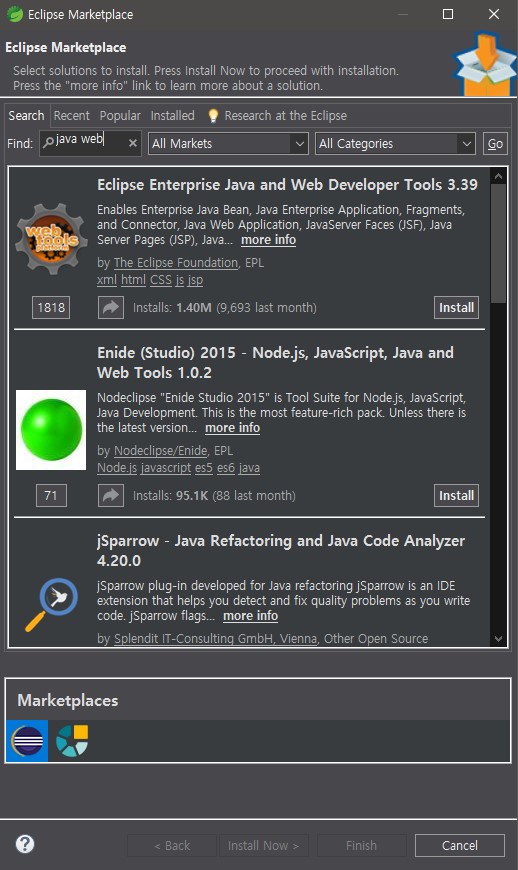 Eclipse Marketplace
Eclipse Marketplace
Select solutions to install. Press Install Now to proceed with installation.
Press the "more info" link to learn more about a solution.
Search Recent Popular Installed Research at the Eclipse
Find: java web All Markets All Categories Go
Eclipse Enterprise Java and Web Developer Tools 3.39
Enables Enterprise Java Bean, Java Enterprise Application, Fragments,
and Connector, Java Web Application, JavaServer Faces (JSF), Java
Server Pages (JSP), Java... more info
by The Eclipse Foundation, EPL
xml html CSS js jsp
1818 Installs: 1.40M (9,693 last month) Install
web tools
Enide (Studio) 2015 - Node.js, JavaScript, Java and
Web Tools 1.0.2
Nodeclipse "Enide Studio 2015" is Tool Suite for Node.js, JavaScript,
Java Development. This is the most feature-rich pack. Unless there is
the latest version... more info
by Nodeclipse/Enide, EPL
Node.js javascript es5 es6 java
71 Installs: 95.1K (88 last month) Install
jSparrow - Java Refactoring and Java Code Analyzer
4.20.0
jSparrow plug-in developed for Java refactoring jSparrow is an IDE
extension that helps you detect and fix quality problems as you write
code. jSparrow flags... more info
by Splendit IT-Consulting GmbH, Vienna, Other Open Source
Marketplaces
? < Back Install Now > Finish Cancel